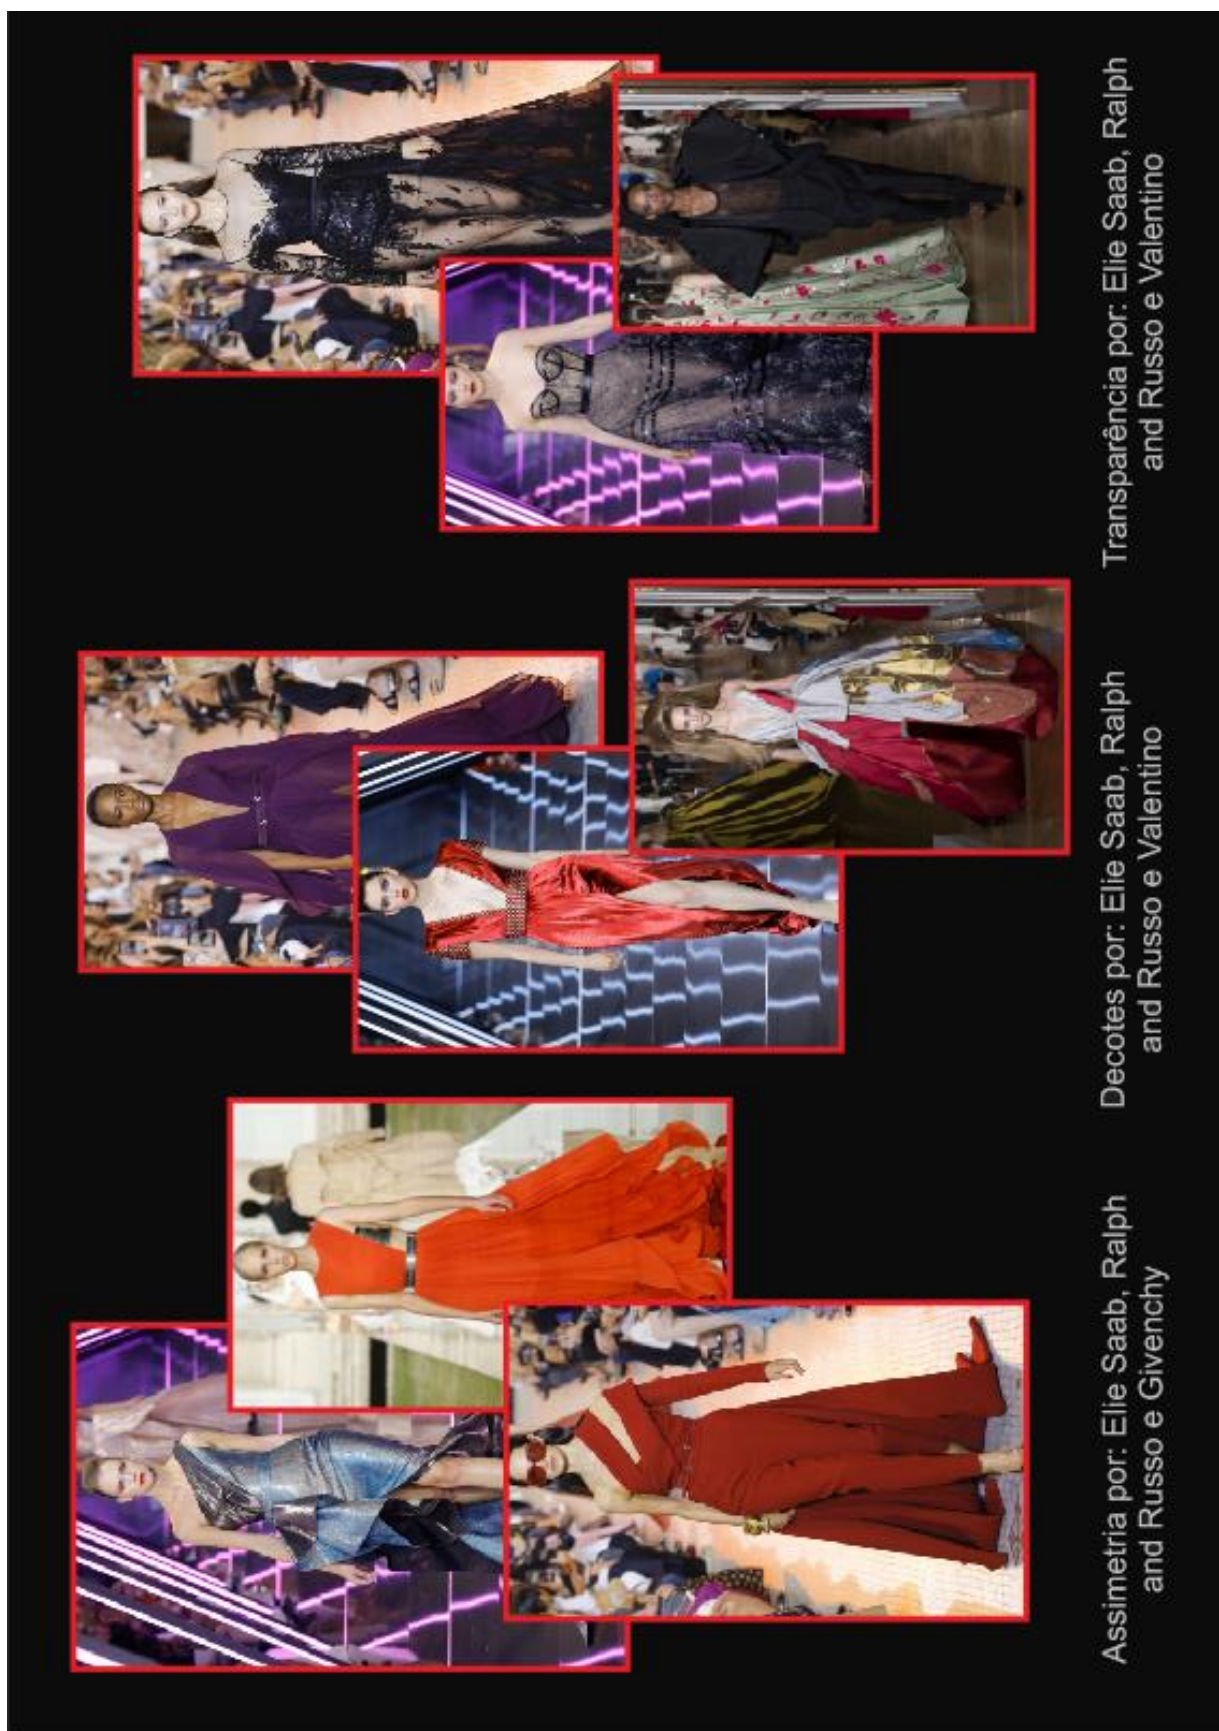 Assimetria por: Elie Saab, Ralph
and Russo e Givenchy
Decotes por: Elie Saab, Ralph
and Russo e Valentino
Transparência por: Elie Saab, Ralph
and Russo e Valentino